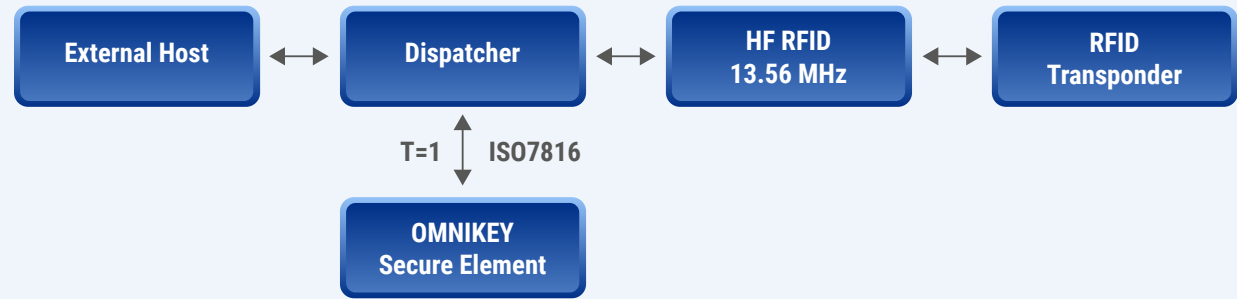 External Host
Dispatcher
HF RFID
13.56 MHz
RFID
Transponder
T=1
ISO7816
OMNIKEY
Secure Element